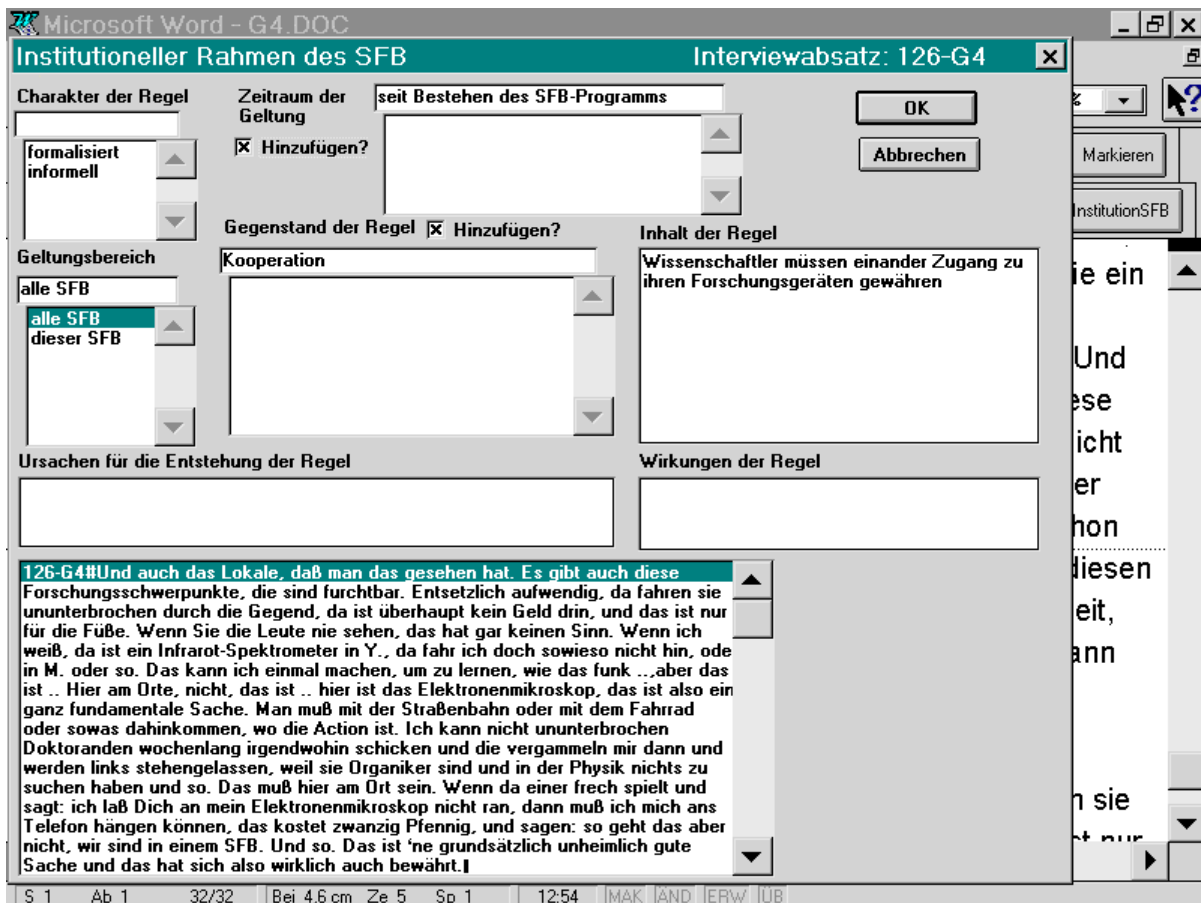 Microsoft Word - G4.DOC
Institutioneller Rahmen des SFB
Interviewabsatz: 126-G4
Charakter der Regel
formalisiert
informell
Zeitraum der
Geltung
Hinzufügen?
seit Bestehen des SFB-Programms
OK
Abbrechen
%
Markieren
InstitutionSFB
Gegenstand der Regel
Hinzufügen?
Kooperation
Inhalt der Regel
Wissenschaftler müssen einander Zugang zu
ihren Forschungsgeräten gewähren
Geltungsbereich
alle SFB
alle SFB
dieser SFB
Ursachen für die Entstehung der Regel
Wirkungen der Regel
126-G4#Und auch das Lokale, daß man das gesehen hat. Es gibt auch diese
Forschungsschwerpunkte, die sind furchtbar. Entsetzlich aufwendig, da fahren sie
ununterbrochen durch die Gegend, da ist überhaupt kein Geld drin, und das ist nur
für die Füße. Wenn Sie die Leute nie sehen, das hat gar keinen Sinn. Wenn ich
weiß, da ist ein Infrarot-Spektrometer in Y., da fahr ich doch sowieso nicht hin, ode
in M. oder so. Das kann ich einmal machen, um zu lernen, wie das funk ..,aber das
ist .. Hier am Orte, nicht, das ist .. hier ist das Elektronenmikroskop, das ist also ein
ganz fundamentale Sache. Man muß mit der Straßenbahn oder mit dem Fahrrad
oder sowas dahinkommen, wo die Action ist. Ich kann nicht ununterbrochen
Doktoranden wochenlang irgendwohin schicken und die vergammeln mir dann und
werden links stehengelassen, weil sie Organiker sind und in der Physik nichts zu
suchen haben und so. Das muß hier am Ort sein. Wenn da einer frech spielt und
sagt: ich laß Dich an mein Elektronenmikroskop nicht ran, dann muß ich mich ans
Telefon hängen können, das kostet zwanzig Pfennig, und sagen: so geht das aber
nicht, wir sind in einem SFB. Und so. Das ist 'ne grundsätzlich unheimlich gute
Sache und das hat sich also wirklich auch bewährt.
ie ein
Und
ese
icht
er
hon
diesen
eit,
ann
n sie
st nur
S 1 Ab 1 32/32 Bei 4,6 cm Ze 5 Sp 1 12:54 MAK ÄND ERW ÜB